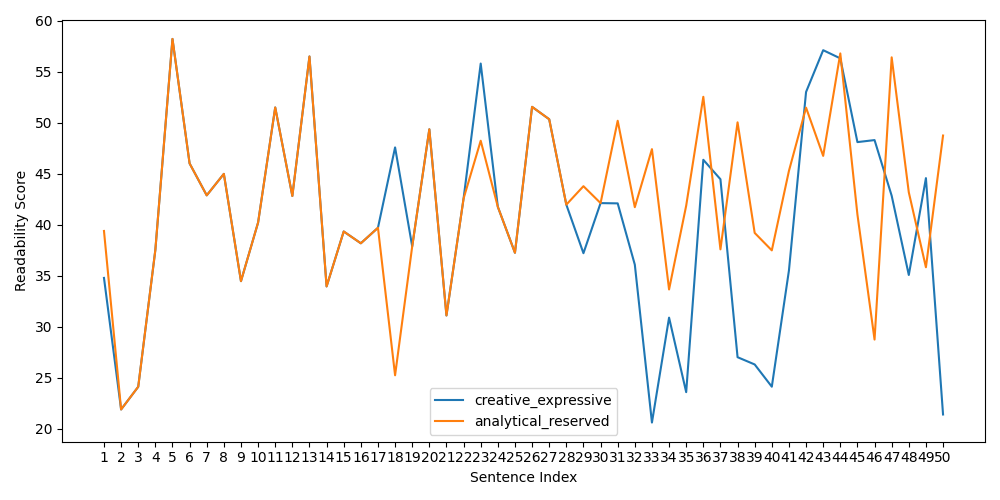 60
55
50
45
40
35
30
25
20
Readability Score
creative_expressive
analytical_reserved
1 2 3 4 5 6 7 8 9 10 11 12 13 14 15 16 17 18 19 20 21 22 23 24 25 26 27 28 29 30 31 32 33 34 35 36 37 38 39 40 41 42 43 44 45 46 47 48 49 50
Sentence Index